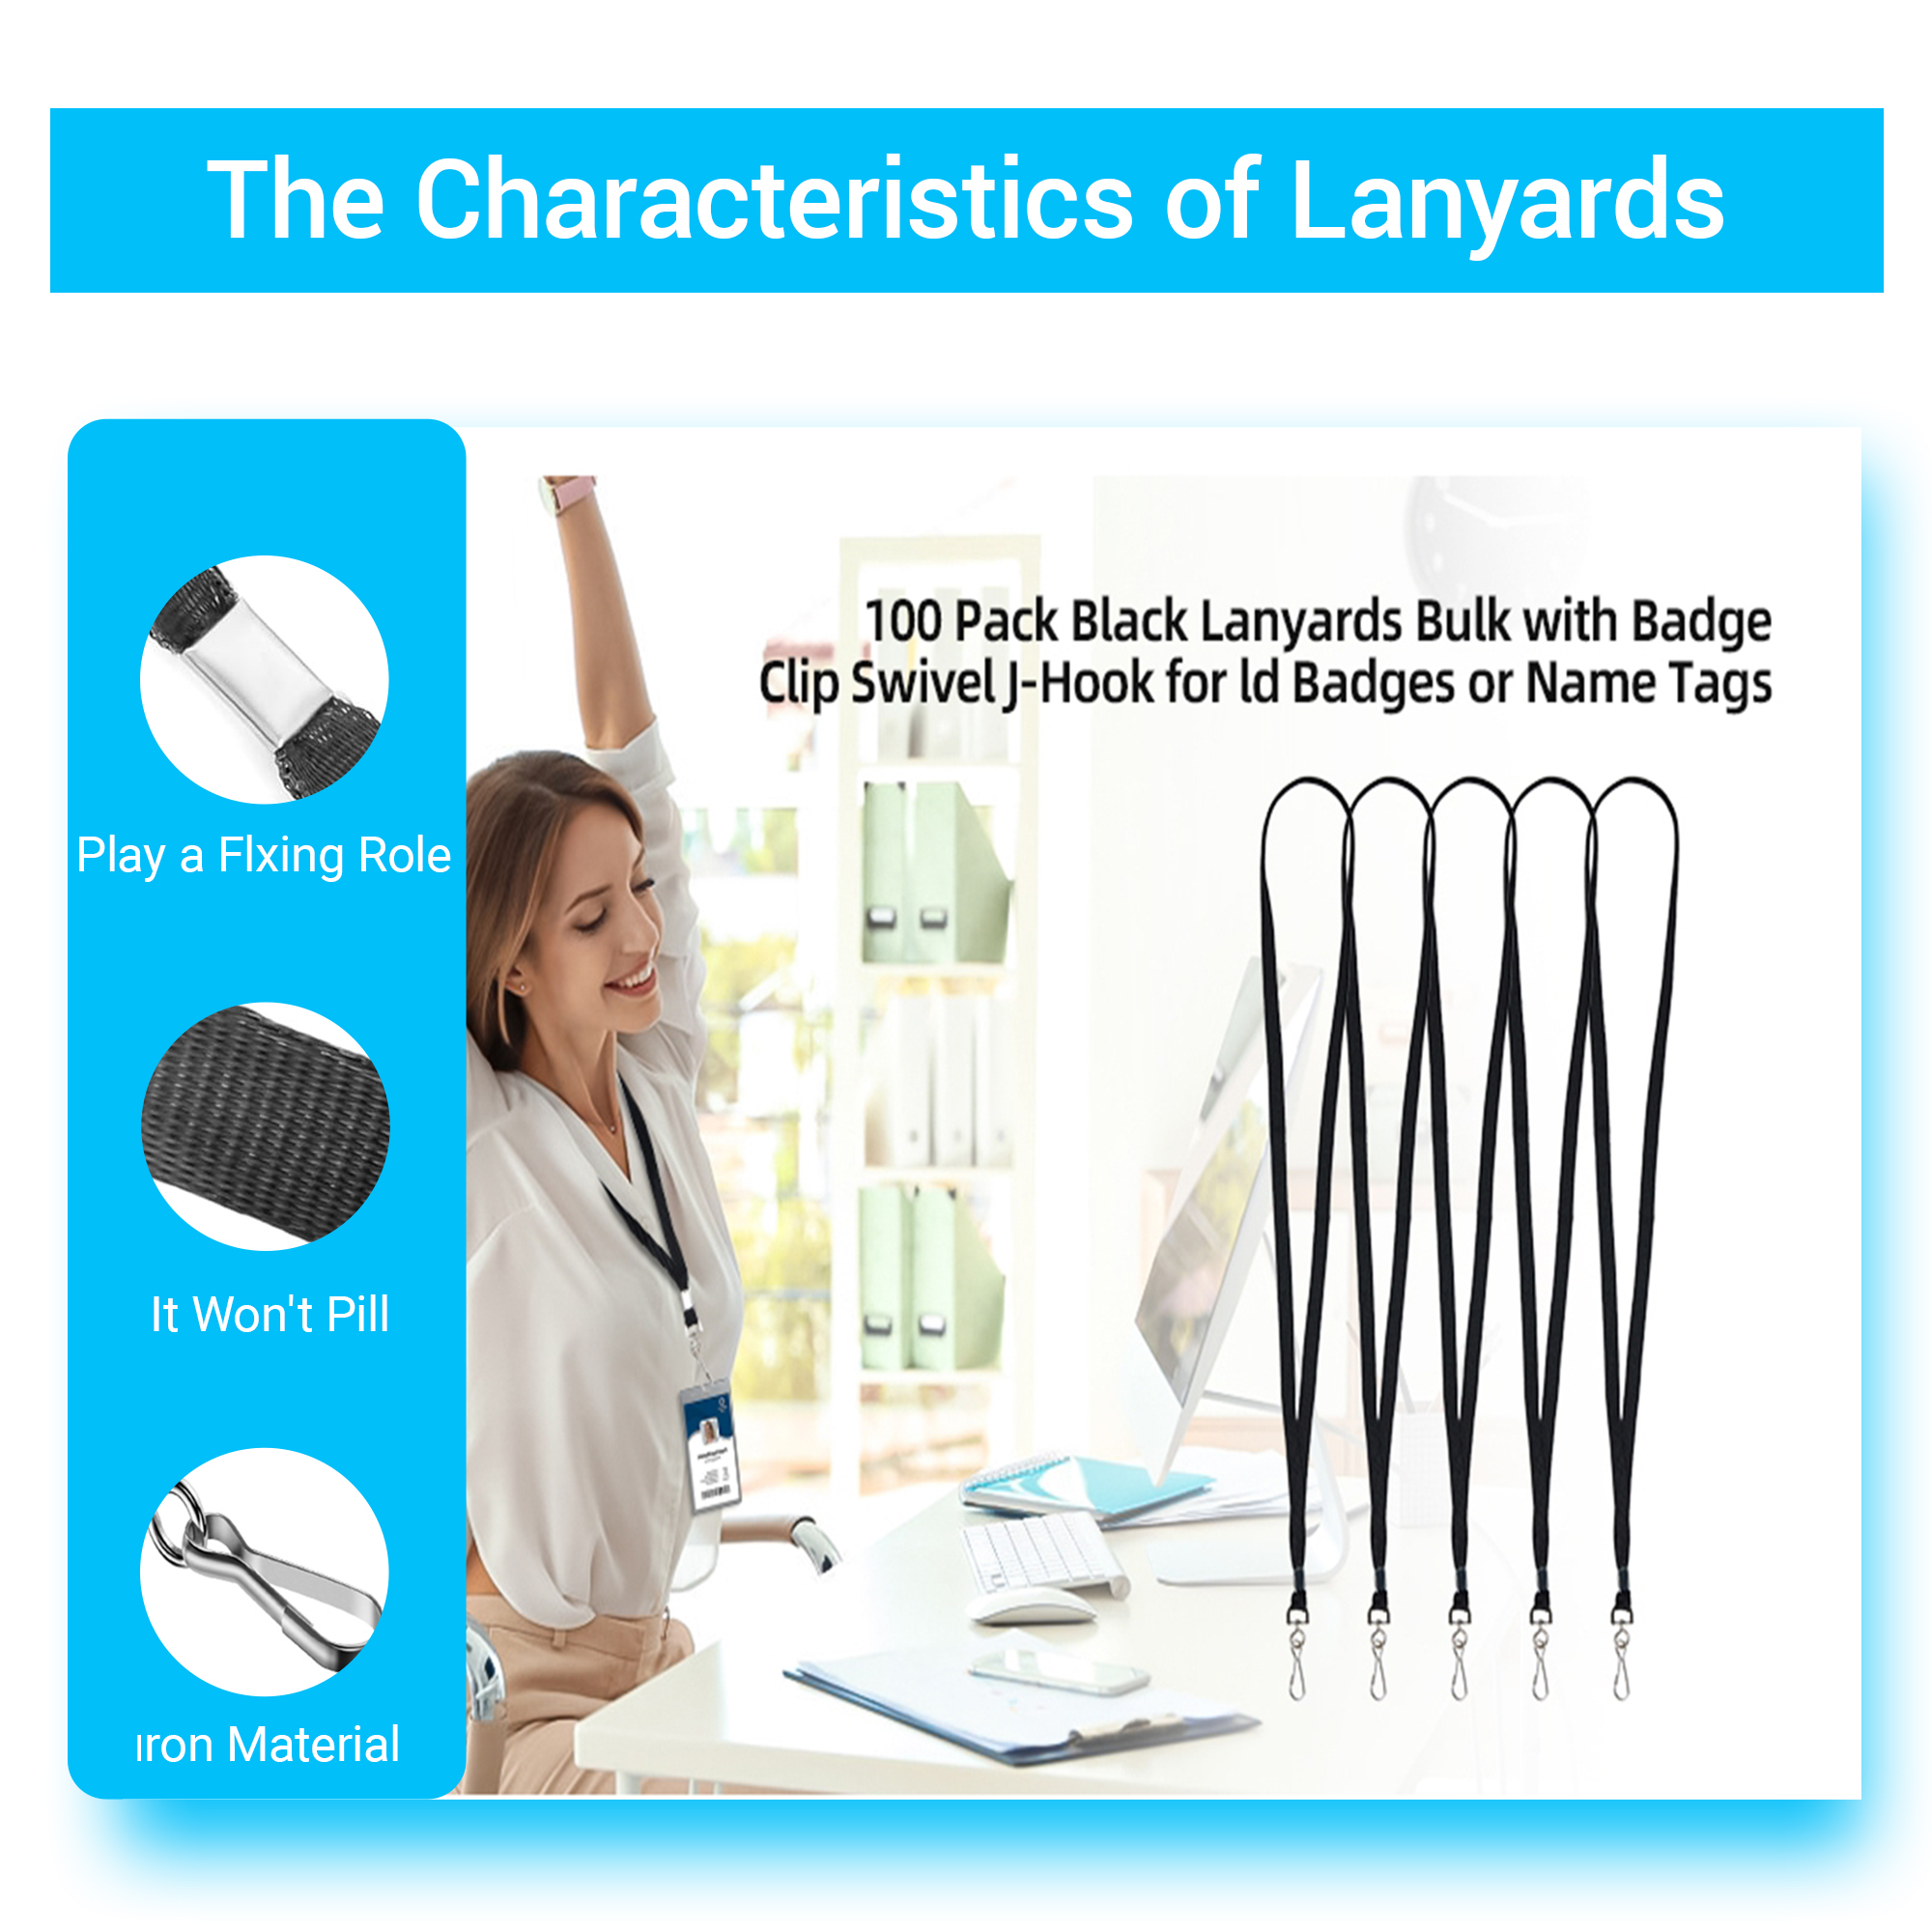 The Characteristics of Lanyards
100 Pack Black Lanyards Bulk with Badge
Clip Swivel J-Hook for ld Badges or Name Tags
Play a FIxing Role
It Won't Pill
ıron Material